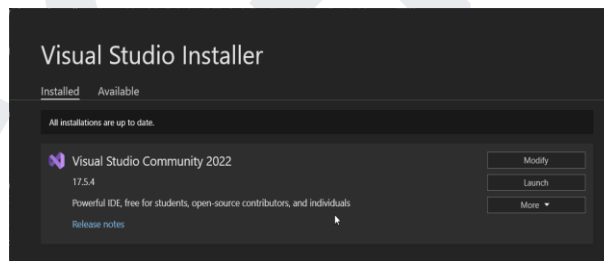 Visual Studio Installer
Installed Available
All installations are up to date.
Visual Studio Community 2022
Modify
17.5.4
Launch
Powerful IDE, free for students, open-source contributors, and individuals
More
Release notes